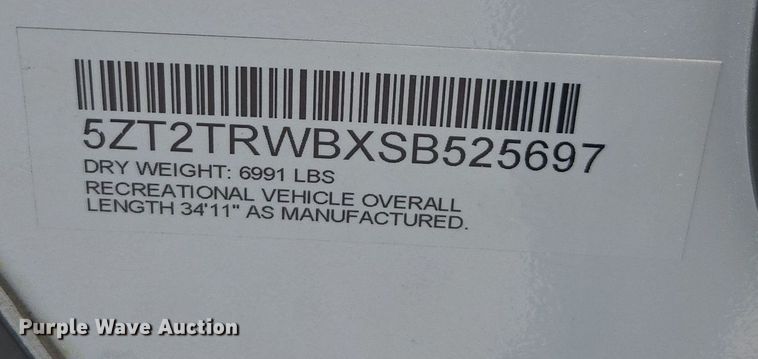 5ZT2TRWBXSB525697
DRY WEIGHT: 6991 LBS
RECREATIONAL VEHICLE OVERALL
LENGTH 34'11" AS MANUFACTURED.
Purple Wave Auction